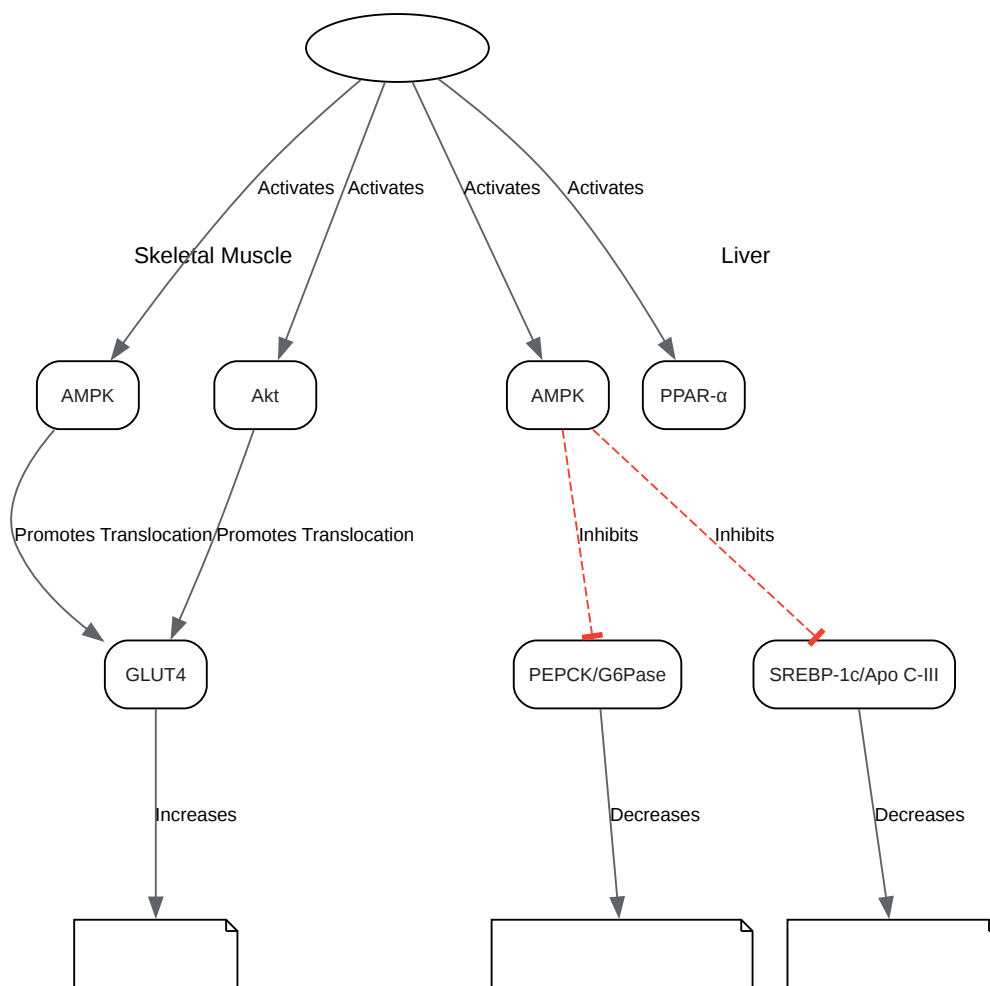 Activates
Activates
Activates
Activates
Skeletal Muscle
Liver
AMPK
Akt
AMPK
PPAR-α
Promotes Translocation
Promotes Translocation
Inhibits
Inhibits
GLUT4
PEPCK/G6Pase
SREBP-1c/Apo C-III
Increases
Decreases
Decreases